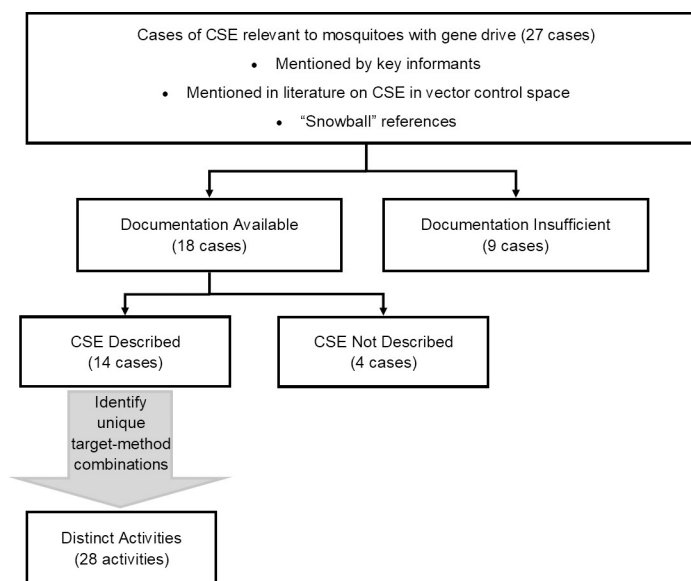 Cases of CSE relevant to mosquitoes with gene drive (27 cases)
• Mentioned by key informants
• Mentioned in literature on CSE in vector control space
• “Snowball” references
Documentation Available
(18 cases)
Documentation Insufficient
(9 cases)
CSE Described
(14 cases)
CSE Not Described
(4 cases)
Identify
unique
target-method
combinations
Distinct Activities
(28 activities)